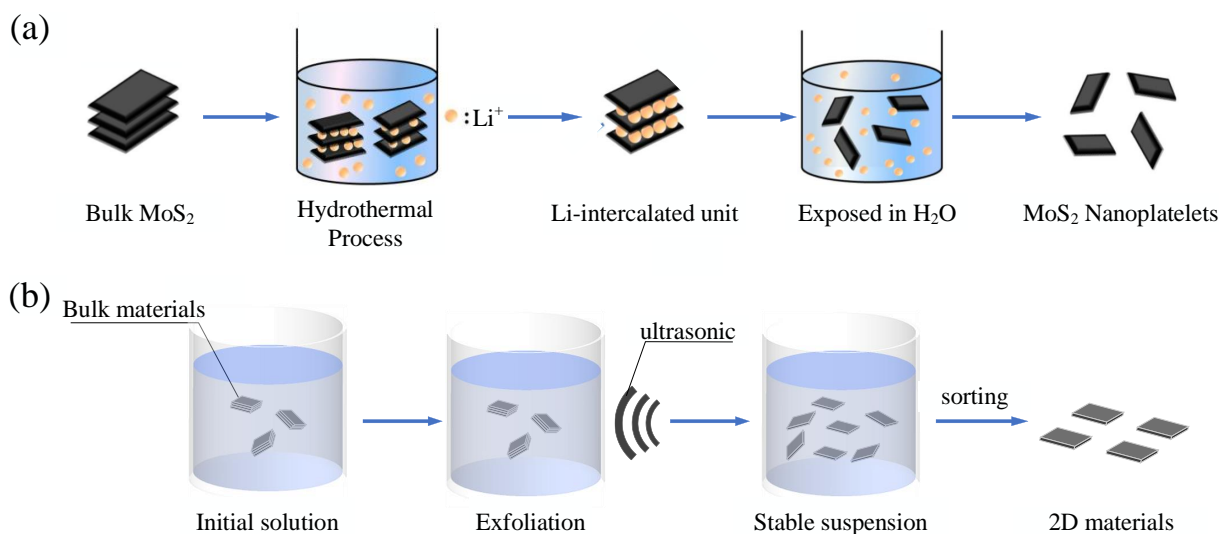 (a)
:Li⁺
Bulk MoS₂
Hydrothermal
Process
Li-intercalated unit
Exposed in H₂O
MoS₂ Nanoplatelets
(b)
Bulk materials
ultrasonic
sorting
Initial solution
Exfoliation
Stable suspension
2D materials